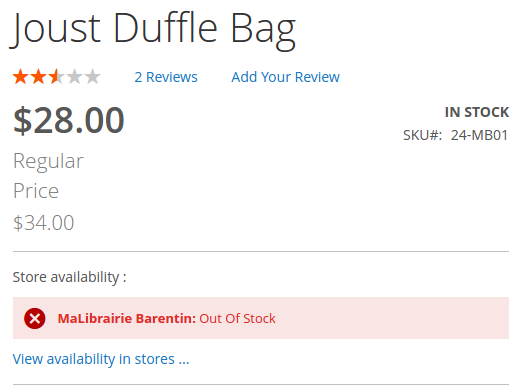 Joust Duffle Bag
2 Reviews Add Your Review
$28.00
IN STOCK
SKU#: 24-MB01
Regular
Price
$34.00
Store availability :
MaLibrairie Barentin: Out Of Stock
View availability in stores ...